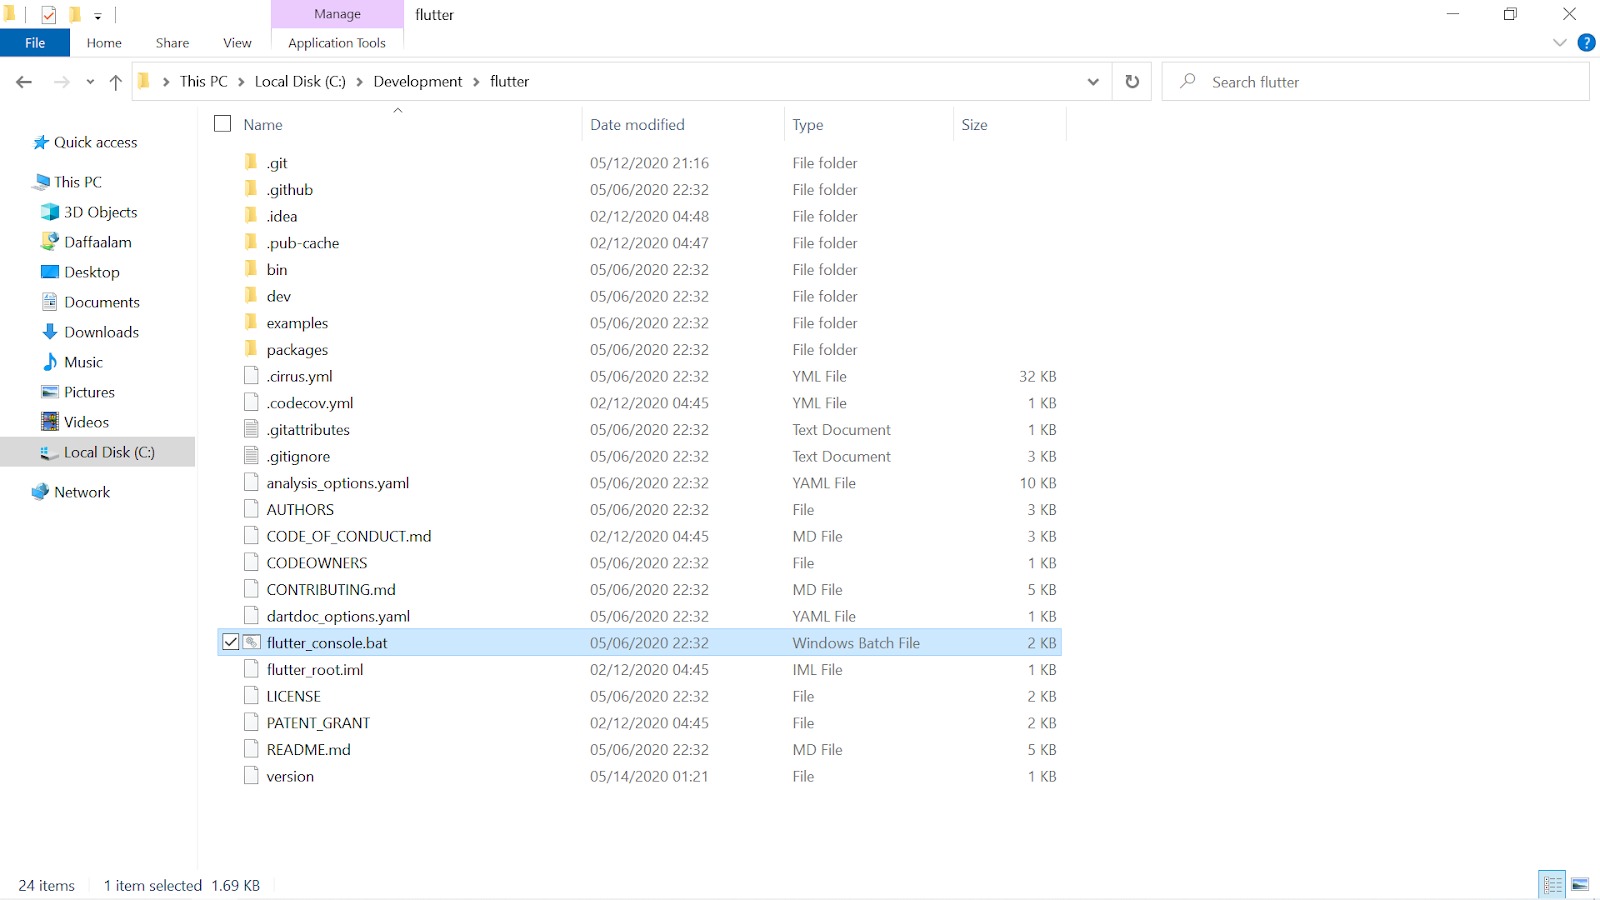 Manage flutter
File Home Share View Application Tools ?
This PC Local Disk (C:) Development flutter Search flutter
Name Date modified Type Size
Quick access
This PC
3D Objects
Daffaalam
Desktop
Documents
Downloads
Music
Pictures
Videos
Local Disk (C:)
Network
.git 05/12/2020 21:16 File folder
.github 05/06/2020 22:32 File folder
.idea 02/12/2020 04:48 File folder
.pub-cache 02/12/2020 04:47 File folder
bin 05/06/2020 22:32 File folder
dev 05/06/2020 22:32 File folder
examples 05/06/2020 22:32 File folder
packages 05/06/2020 22:32 File folder
.cirrus.yml 05/06/2020 22:32 YML File 32 KB
.codecov.yml 02/12/2020 04:45 YML File 1 KB
.gitattributes 05/06/2020 22:32 Text Document 1 KB
.gitignore 05/06/2020 22:32 Text Document 3 KB
analysis_options.yaml 05/06/2020 22:32 YAML File 10 KB
AUTHORS 05/06/2020 22:32 File 3 KB
CODE_OF_CONDUCT.md 02/12/2020 04:45 MD File 3 KB
CODEOWNERS 05/06/2020 22:32 File 1 KB
CONTRIBUTING.md 05/06/2020 22:32 MD File 5 KB
dartdoc_options.yaml 05/06/2020 22:32 YAML File 1 KB
flutter_console.bat 05/06/2020 22:32 Windows Batch File 2 KB
flutter_root.iml 02/12/2020 04:45 IML File 1 KB
LICENSE 05/06/2020 22:32 File 2 KB
PATENT_GRANT 02/12/2020 04:45 File 2 KB
README.md 05/06/2020 22:32 MD File 5 KB
version 05/14/2020 01:21 File 1 KB
24 items 1 item selected 1.69 KB